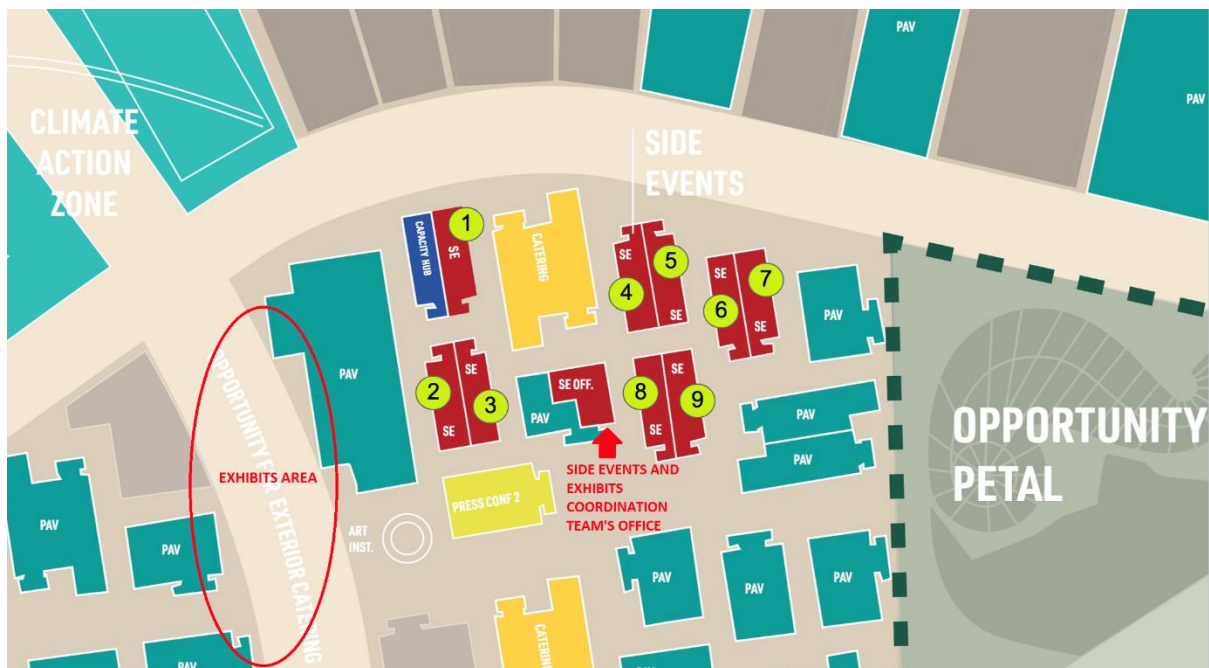 PAV
PAV
CLIMATE
ACTION
ZONE
SIDE
EVENTS
CAPACITY HUB
SE
1
CATERING
SE
4
5
SE
SE
6
7
SE
PAV
PAV
2
SE
SE
3
PAV
SE OFF.
8
SE
SE
9
PAV
PAV
OPPORTUNITY
PETAL
OPPORTUNITY FOR EXTERIOR CATERING
EXHIBITS AREA
SIDE EVENTS AND
EXHIBITS
COORDINATION
TEAM'S OFFICE
PRESS CONF 2
ART
INST.
PAV
PAV
PAV
PAV
PAV
CATERING
PAV
PAV